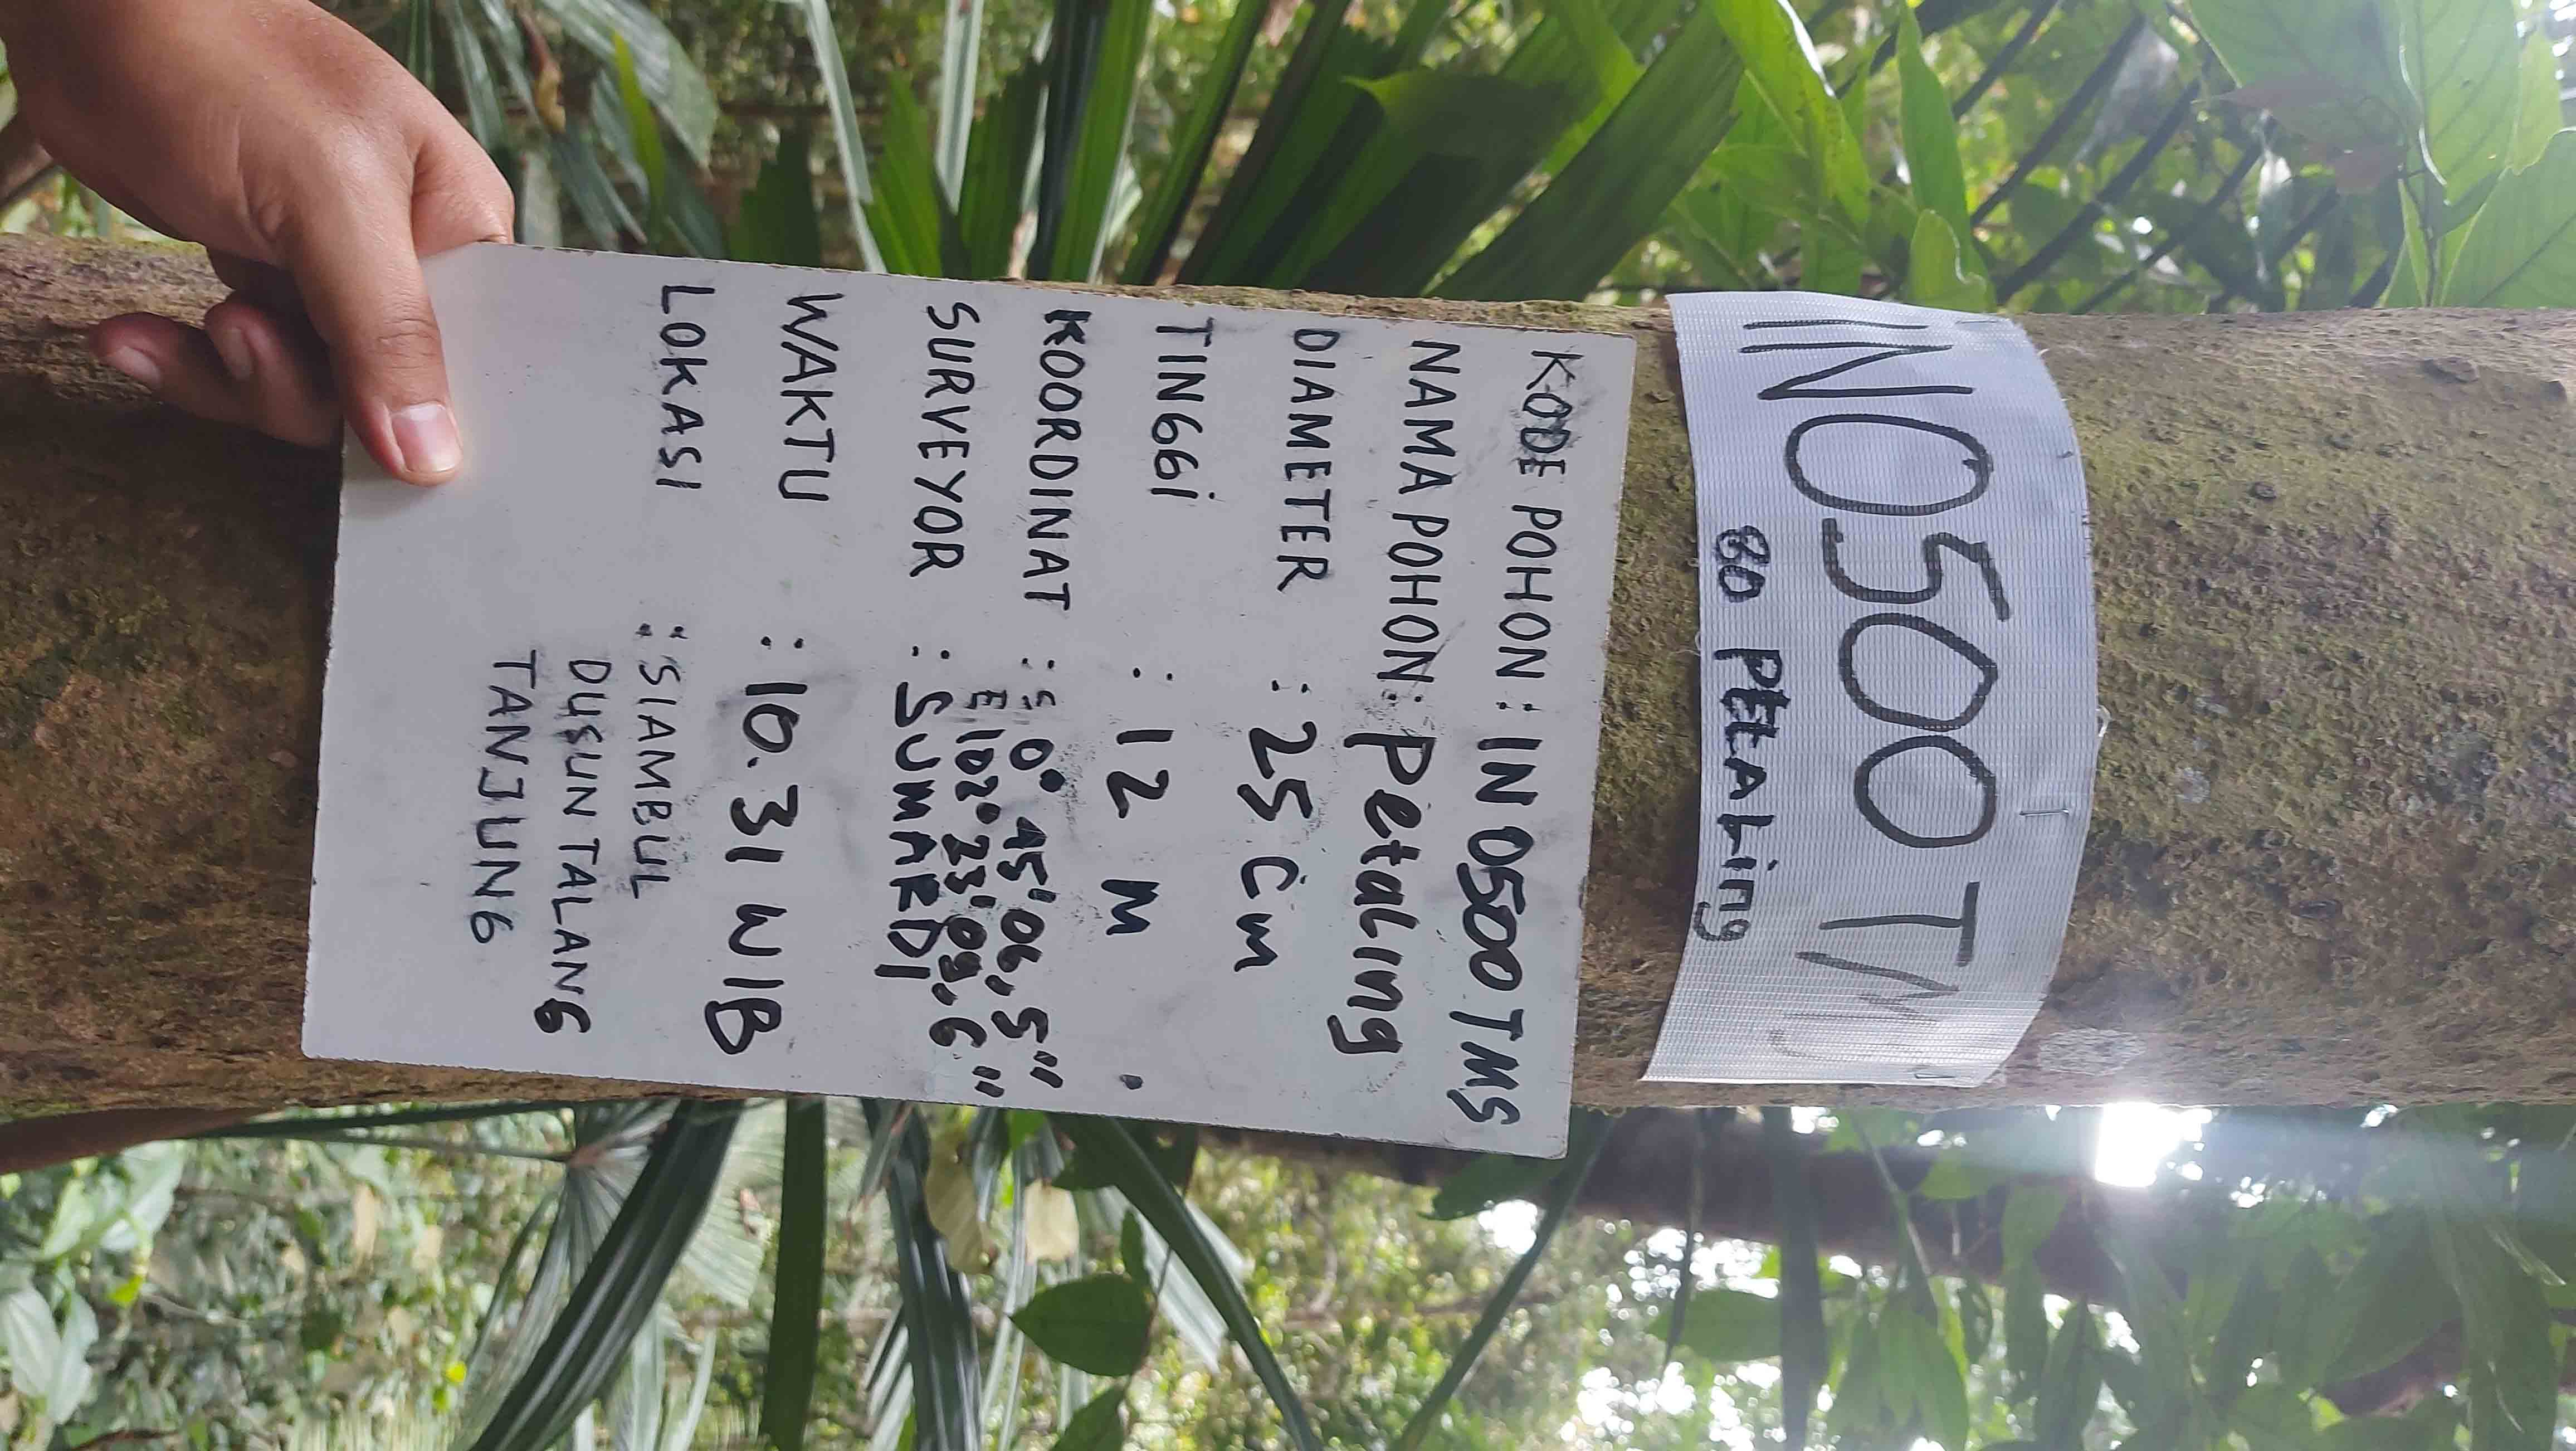 IN0500TMS
80 PETALing
KODE POHON : IN 0500 TMS
NAMA POHON : PetaLing
DIAMETER : 25 Cm
TINGGi : 12 m
KOORDINAT : S 0° 45' 06,5"
E 102° 23' 09,6"
SURVEYOR : SUMARDI
WAKTU : 10.31 WIB
LOKASI : SIAMBUL
DUSUN TALANG
TANJUNG